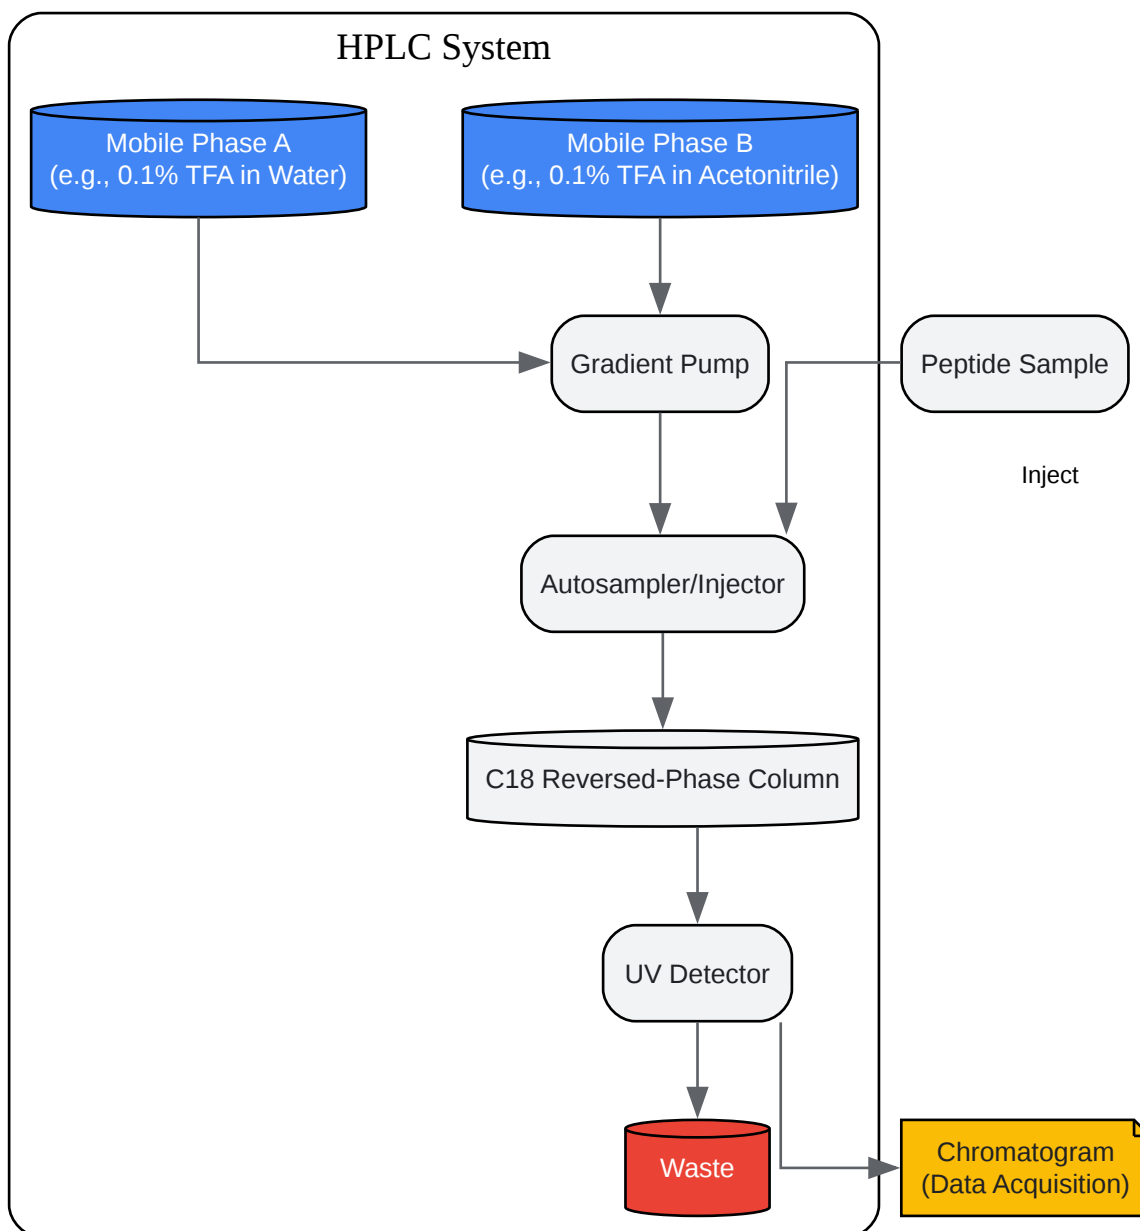 HPLC System
Mobile Phase A
(e.g., 0.1% TFA in Water)
Mobile Phase B
(e.g., 0.1% TFA in Acetonitrile)
Gradient Pump
Peptide Sample
Inject
Autosampler/Injector
C18 Reversed-Phase Column
UV Detector
Waste
Chromatogram
(Data Acquisition)